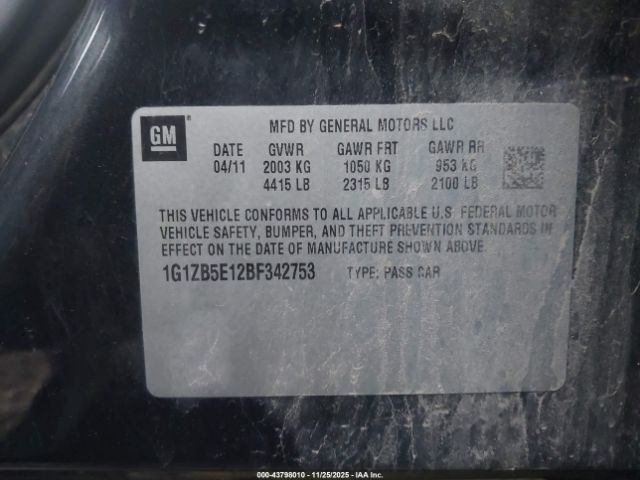 GM
MFD BY GENERAL MOTORS LLC
DATE GVWR GAWR FRT GAWR RR
04/11 2003 KG 1050 KG 953 KG
4415 LB 2315 LB 2100 LB
THIS VEHICLE CONFORMS TO ALL APPLICABLE U.S. FEDERAL MOTOR
VEHICLE SAFETY, BUMPER, AND THEFT PREVENTION STANDARDS IN
EFFECT ON THE DATE OF MANUFACTURE SHOWN ABOVE.
1G1ZB5E12BF342753 TYPE: PASS CAR
000-43798010 - 11/25/2025 - IAA Corp.